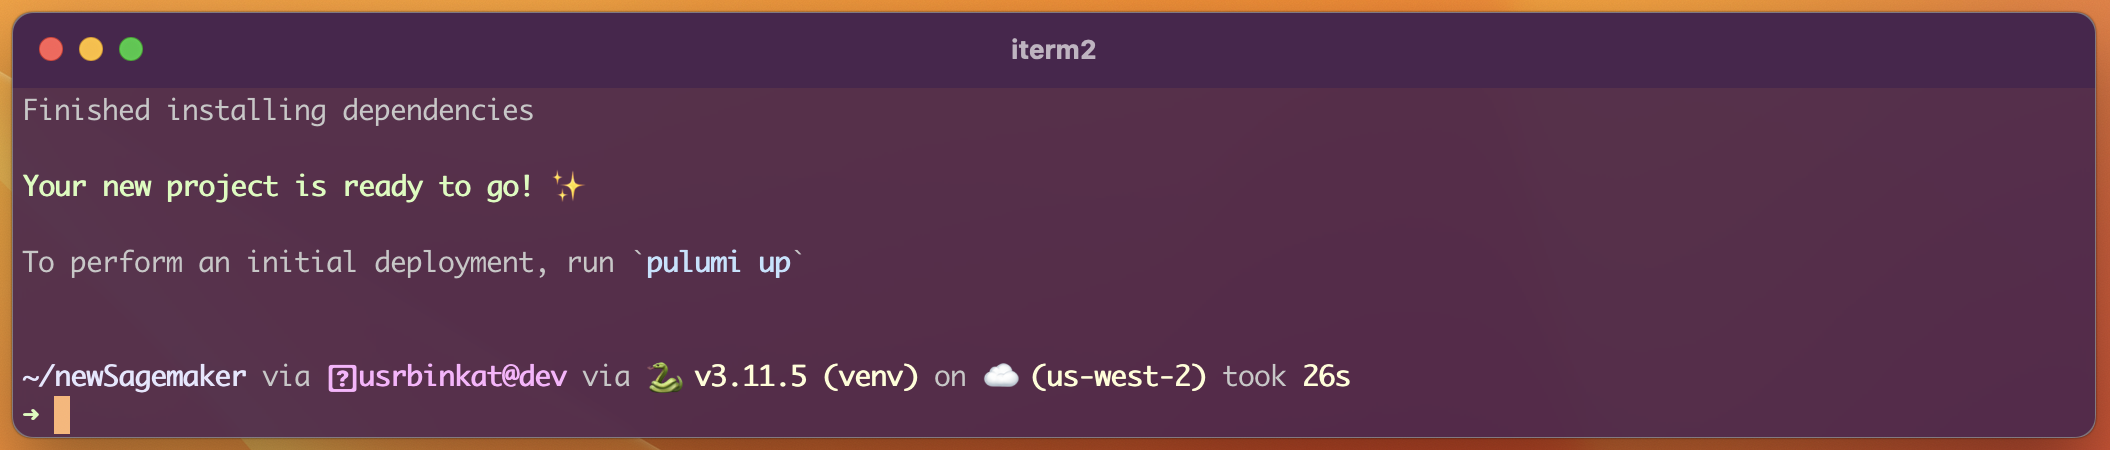 iterm2
Finished installing dependencies
Your new project is ready to go! ✨
To perform an initial deployment, run `pulumi up`
~/newSagemaker via ⍰usrbinkat@dev via 🐍 v3.11.5 (venv) on ☁️ (us-west-2) took 26s
➜